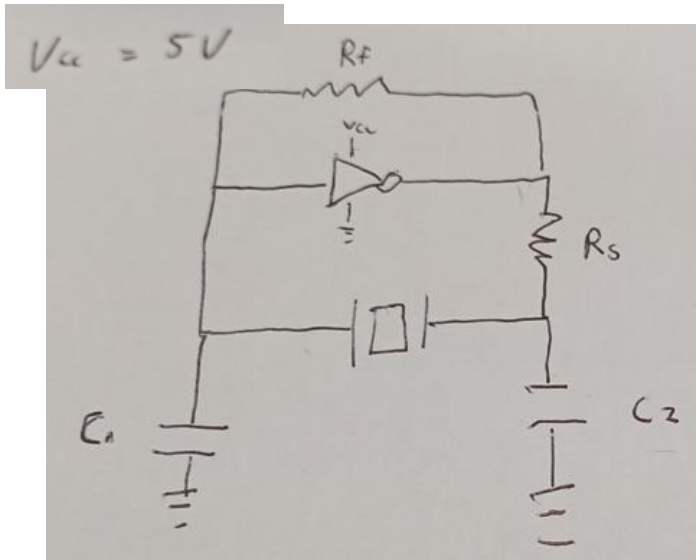 Vcc = 5V
Rf
Vcc
Rs
C1
C2